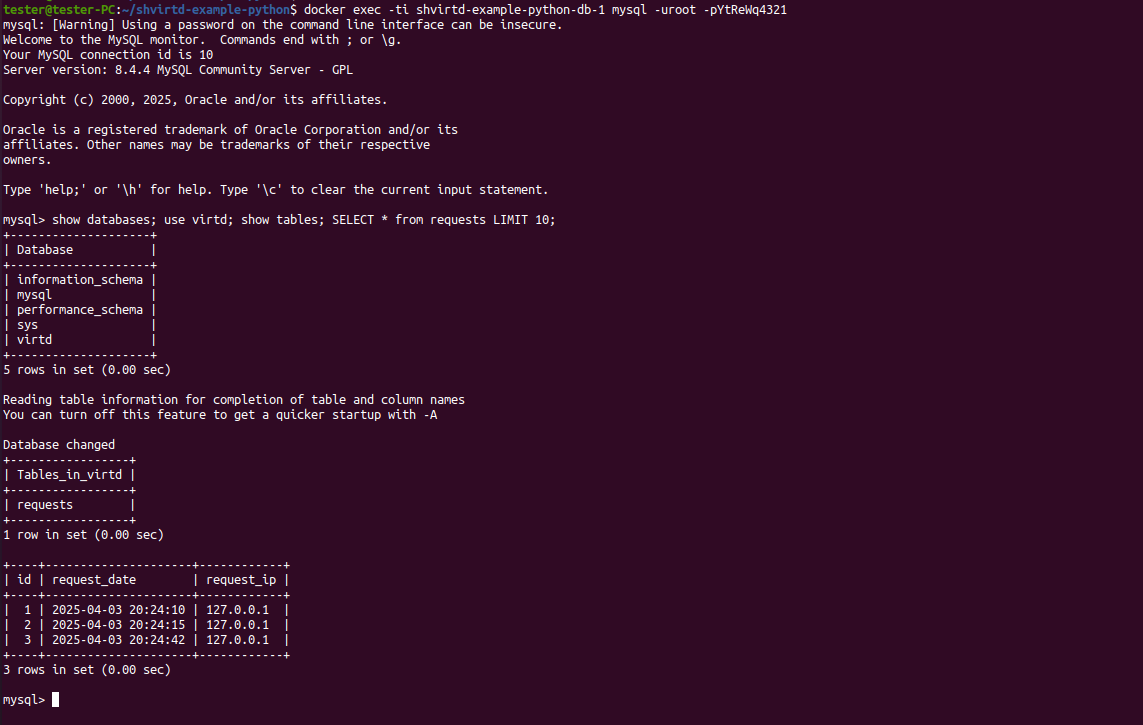 tester@tester-PC:~/shvirtd-example-python$ docker exec -ti shvirtd-example-python-db-1 mysql -uroot -pYtReWq4321
mysql: [Warning] Using a password on the command line interface can be insecure.
Welcome to the MySQL monitor.  Commands end with ; or \g.
Your MySQL connection id is 10
Server version: 8.4.4 MySQL Community Server - GPL

Copyright (c) 2000, 2025, Oracle and/or its affiliates.

Oracle is a registered trademark of Oracle Corporation and/or its
affiliates. Other names may be trademarks of their respective
owners.

Type 'help;' or '\h' for help. Type '\c' to clear the current input statement.

mysql> show databases; use virtd; show tables; SELECT * from requests LIMIT 10;
+--------------------+
| Database           |
+--------------------+
| information_schema |
| mysql              |
| performance_schema |
| sys                |
| virtd              |
+--------------------+
5 rows in set (0.00 sec)

Reading table information for completion of table and column names
You can turn off this feature to get a quicker startup with -A

Database changed
+-----------------+
| Tables_in_virtd |
+-----------------+
| requests        |
+-----------------+
1 row in set (0.00 sec)

+----+---------------------+------------+
| id | request_date        | request_ip |
+----+---------------------+------------+
|  1 | 2025-04-03 20:24:10 | 127.0.0.1  |
|  2 | 2025-04-03 20:24:15 | 127.0.0.1  |
|  3 | 2025-04-03 20:24:42 | 127.0.0.1  |
+----+---------------------+------------+
3 rows in set (0.00 sec)

mysql>